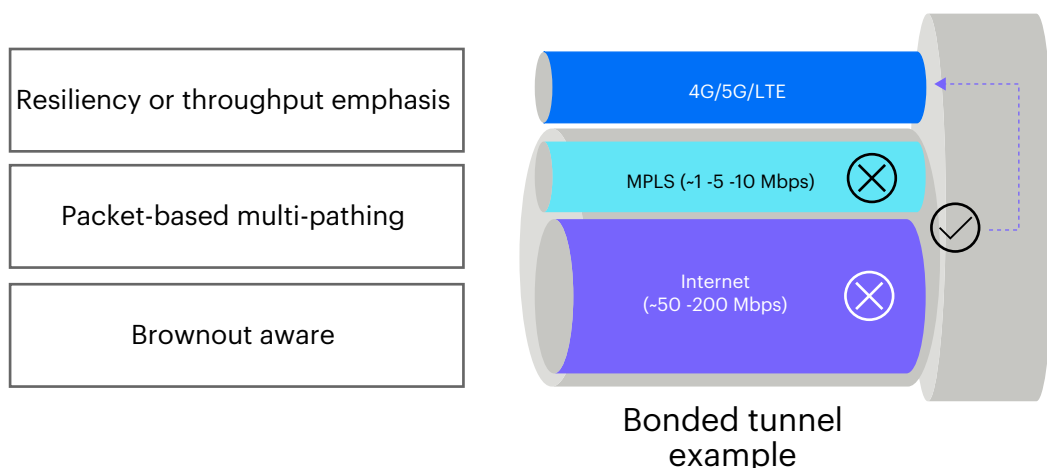 Resiliency or throughput emphasis
Packet-based multi-pathing
Brownout aware
4G/5G/LTE
MPLS (~1 -5 -10 Mbps)
Internet
(~50 -200 Mbps)
Bonded tunnel
example